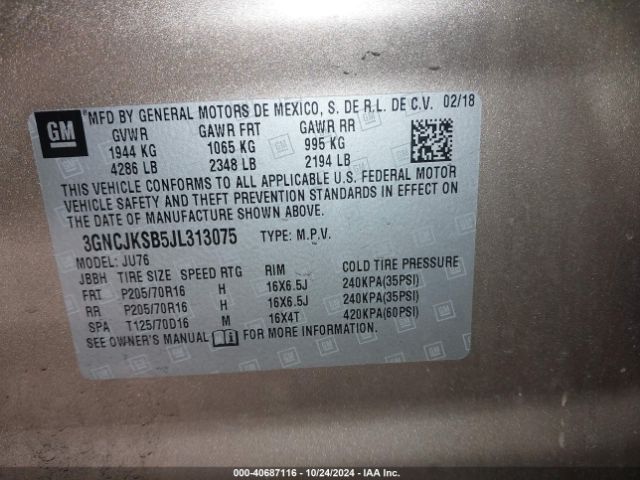 GM
MFD BY GENERAL MOTORS DE MEXICO, S. DE R.L. DE C.V. 02/18
GVWR GAWR FRT GAWR RR
1944 KG 1065 KG 995 KG
4286 LB 2348 LB 2194 LB
THIS VEHICLE CONFORMS TO ALL APPLICABLE U.S. FEDERAL MOTOR
VEHICLE SAFETY AND THEFT PREVENTION STANDARDS IN EFFECT ON
THE DATE OF MANUFACTURE SHOWN ABOVE.
3GNCJKSB5JL313075 TYPE: M.P.V.
MODEL: JU76
JBBH TIRE SIZE SPEED RTG RIM COLD TIRE PRESSURE
FRT P205/70R16 H 16X6.5J 240KPA(35PSI)
RR P205/70R16 H 16X6.5J 240KPA(35PSI)
SPA T125/70D16 M 16X4T 420KPA(60PSI)
SEE OWNER'S MANUAL FOR MORE INFORMATION.
000-40687116 - 10/24/2024 - IAA Inc.